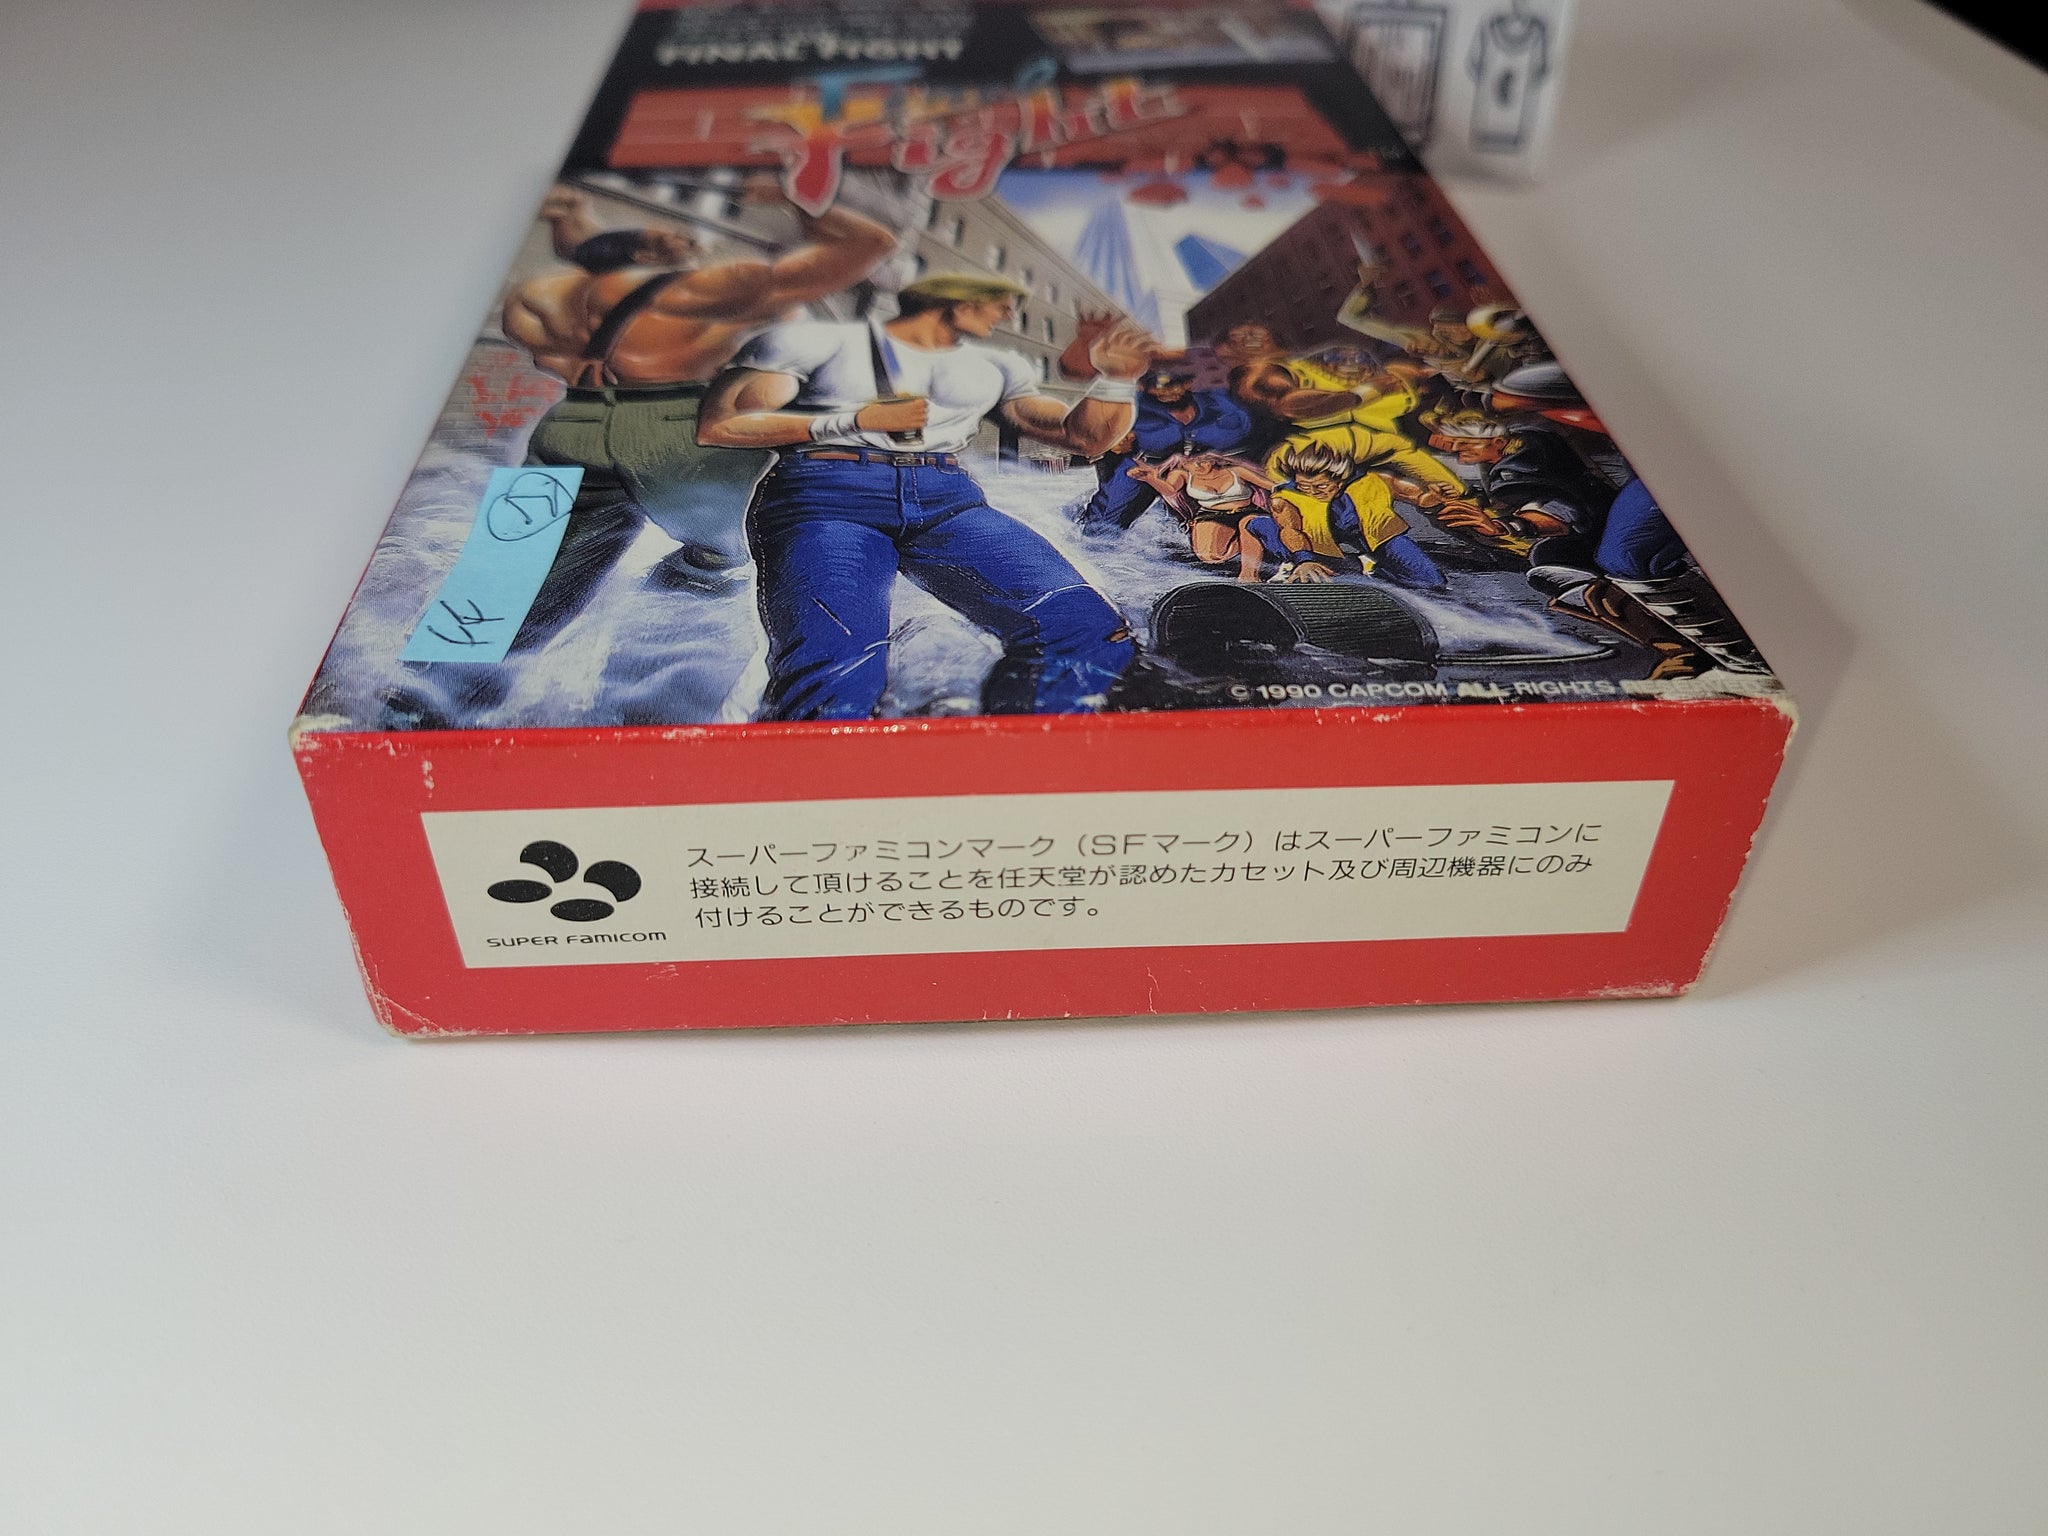 FINAL FIGHT
Final
Fight
© 1990 CAPCOM ALL RIGHTS
スーパーファミコンマーク（SFマーク）はスーパーファミコンに
接続して頂けることを任天堂が認めたカセット及び周辺機器にのみ
付けることができるものです。
SUPER FAMICOM